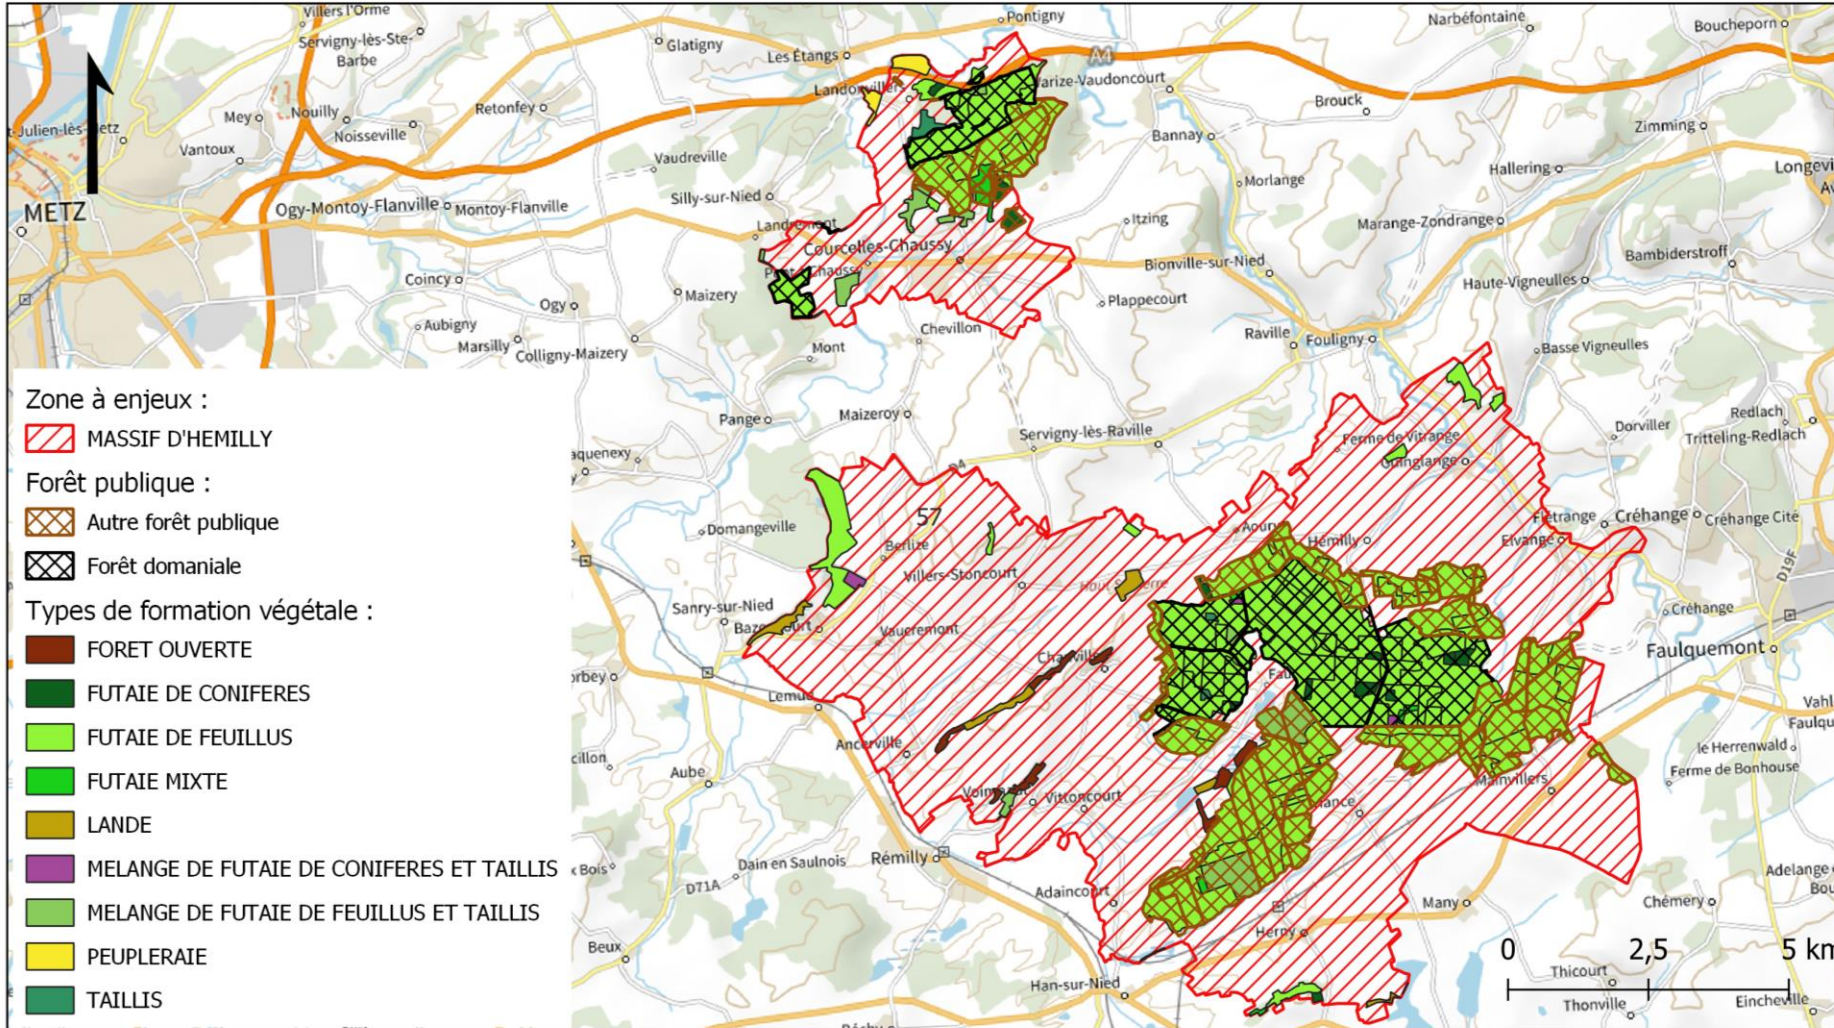 Villers l'Orme
Servigny-lès-Ste-
Barbe
Glatigny
Les Étangs
Pontigny
A4
Narbéfontaine
Boucheporn
Landonvillers
Varize-Vaudoncourt
Mey
Nouilly
Noisseville
Retonfey
Brouck
Bannay
Zimming
Vantoux
Vaudreville
Hallering
Morlange
METZ
Ogy-Montoy-Flanville
Montoy-Flanville
Silly-sur-Nied
Itzing
Marange-Zondrange
Courcelles-Chaussy
Bionville-sur-Nied
Bambiderstroff
Coincy
Ogy
Maizery
Plappecourt
Haute-Vigneulles
Aubigny
Marsilly
Colligny-Maizery
Mont
Chevillon
Raville
Fouligny
Basse Vigneulles
Zone à enjeux :
MASSIF D'HEMILLY
Pange
Maizeroy
Servigny-lès-Raville
Ferme de Vitrange
Guinglange
Dorviller
Redlach
Tritteling-Redlach
Forêt publique :
Autre forêt publique
Forêt domaniale
D4
57
Domangeville
Berlize
Villers-Stoncourt
Hémilly
Créhange
Créhange Cité
Elvange
D19F
Types de formation végétale :
FORET OUVERTE
FUTAIE DE CONIFERES
FUTAIE DE FEUILLUS
FUTAIE MIXTE
LANDE
MELANGE DE FUTAIE DE CONIFERES ET TAILLIS
MELANGE DE FUTAIE DE FEUILLUS ET TAILLIS
PEUPLERAIE
TAILLIS
Sanry-sur-Nied
Vaucremont
Créhange
Faulquemont
Ancerville
Aube
Vittoncourt
Mainvillers
le Herrenwald
Ferme de Bonhouse
Rémilly
Dain en Saulnois
D71A
Adaincourt
Many
Chémery
Beux
Herny
Han-sur-Nied
0 2,5 5 km
Thicourt
Thonville
Eincheville